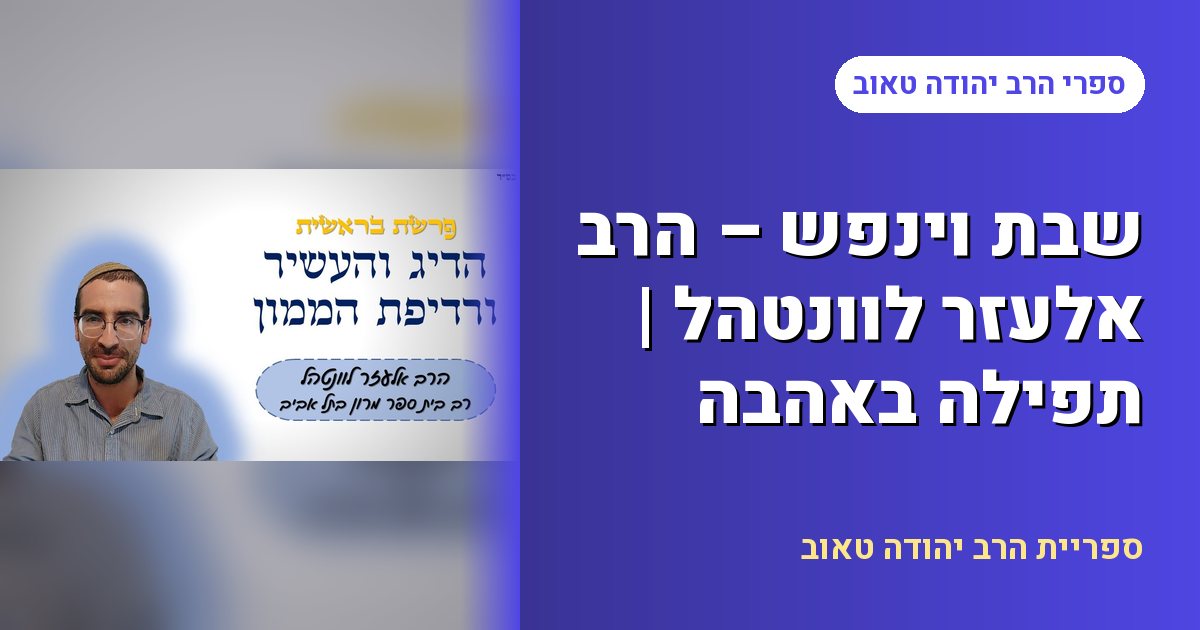 ספרי הרב יהודה טאוב
שבת וינפש – הרב
אלעזר לוונטהל |
תפילה באהבה
ספריית הרב יהודה טאוב
בס״ד
פרשת בראשית
הדיג והעשיר
ורדיפת הממון
הרב אלעזר לוונטהל
רב בית ספר מרון בתל אביב